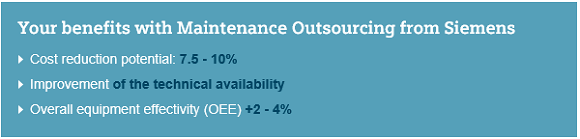 Your benefits with Maintenance Outsourcing from Siemens
Cost reduction potential: 7.5 - 10%
Improvement of the technical availability
Overall equipment effectivity (OEE) +2 - 4%